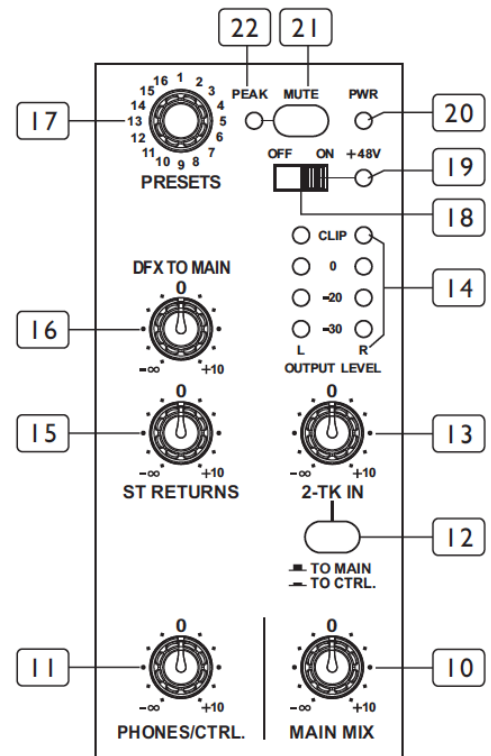 22 21
PEAK MUTE PWR
1 2 3 4 5 6 7 8 9 10 11 12 13 14 15 16
PRESETS
17
20
OFF ON +48V
19
18
CLIP
0
-20
-30
L R
OUTPUT LEVEL
14
DFX TO MAIN
0
-∞ +10
16
0
-∞ +10
ST RETURNS
15
0
-∞ +10
2-TK IN
13
TO MAIN
TO CTRL.
12
0
-∞ +10
PHONES/CTRL.
11
0
-∞ +10
MAIN MIX
10